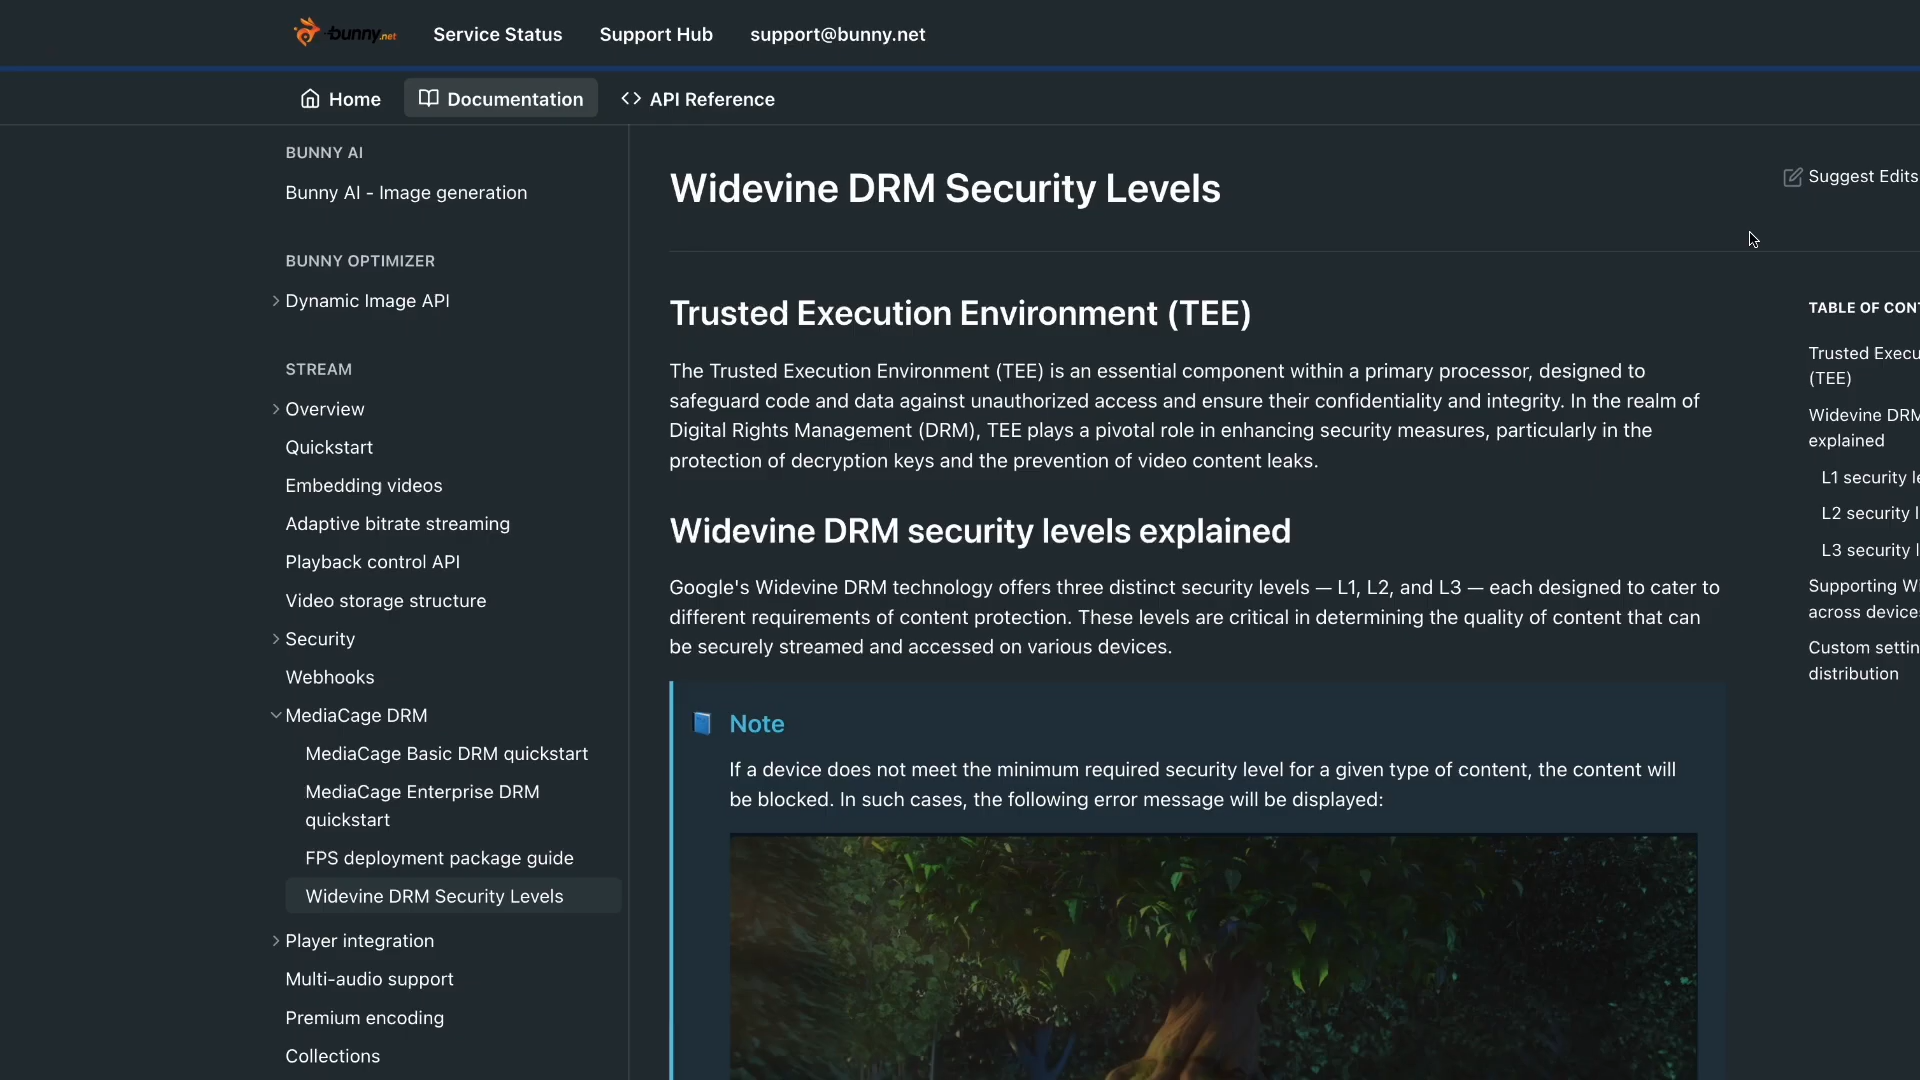 bunny.net
Service Status
Support Hub
support@bunny.net
Home
Documentation
API Reference
BUNNY AI
Bunny AI - Image generation
BUNNY OPTIMIZER
Dynamic Image API
STREAM
Overview
Quickstart
Embedding videos
Adaptive bitrate streaming
Playback control API
Video storage structure
Security
Webhooks
MediaCage DRM
MediaCage Basic DRM quickstart
MediaCage Enterprise DRM
quickstart
FPS deployment package guide
Widevine DRM Security Levels
Player integration
Multi-audio support
Premium encoding
Collections
Widevine DRM Security Levels
Trusted Execution Environment (TEE)
The Trusted Execution Environment (TEE) is an essential component within a primary processor, designed to
safeguard code and data against unauthorized access and ensure their confidentiality and integrity. In the realm of
Digital Rights Management (DRM), TEE plays a pivotal role in enhancing security measures, particularly in the
protection of decryption keys and the prevention of video content leaks.
Widevine DRM security levels explained
Google's Widevine DRM technology offers three distinct security levels — L1, L2, and L3 — each designed to cater to
different requirements of content protection. These levels are critical in determining the quality of content that can
be securely streamed and accessed on various devices.
Note
If a device does not meet the minimum required security level for a given type of content, the content will
be blocked. In such cases, the following error message will be displayed:
Suggest Edits
TABLE OF CONT
Trusted Execu
(TEE)
Widevine DRM
explained
L1 security le
L2 security l
L3 security l
Supporting Wi
across devices
Custom settin
distribution